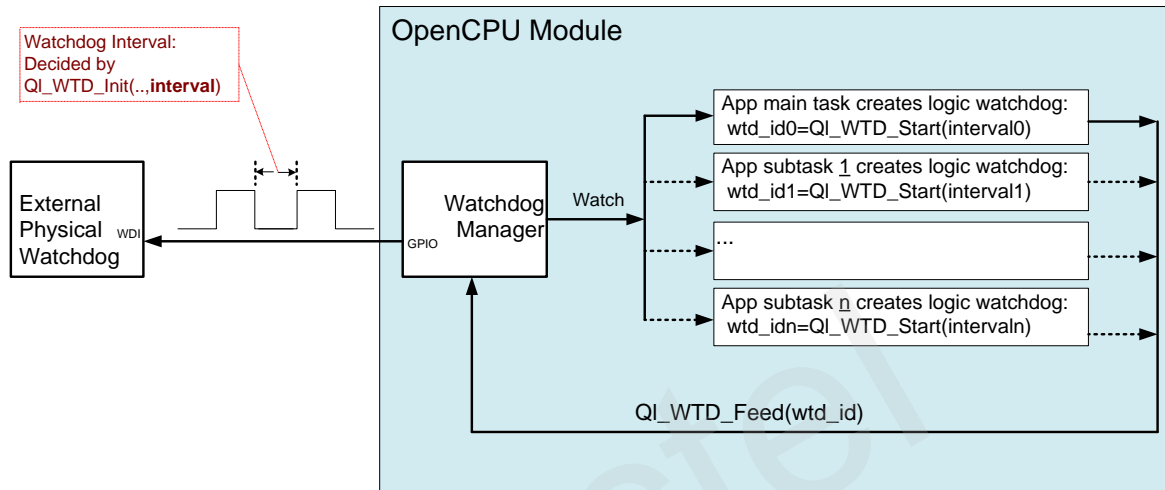 OpenCPU Module
Watchdog Interval:
Decided by
Ql_WTD_Init(..,interval)
External
Physical
Watchdog
WDI
GPIO
Watchdog
Manager
Watch
App main task creates logic watchdog:
wtd_id0=Ql_WTD_Start(interval0)
App subtask 1 creates logic watchdog:
wtd_id1=Ql_WTD_Start(interval1)
...
App subtask n creates logic watchdog:
wtd_idn=Ql_WTD_Start(intervaln)
Ql_WTD_Feed(wtd_id)